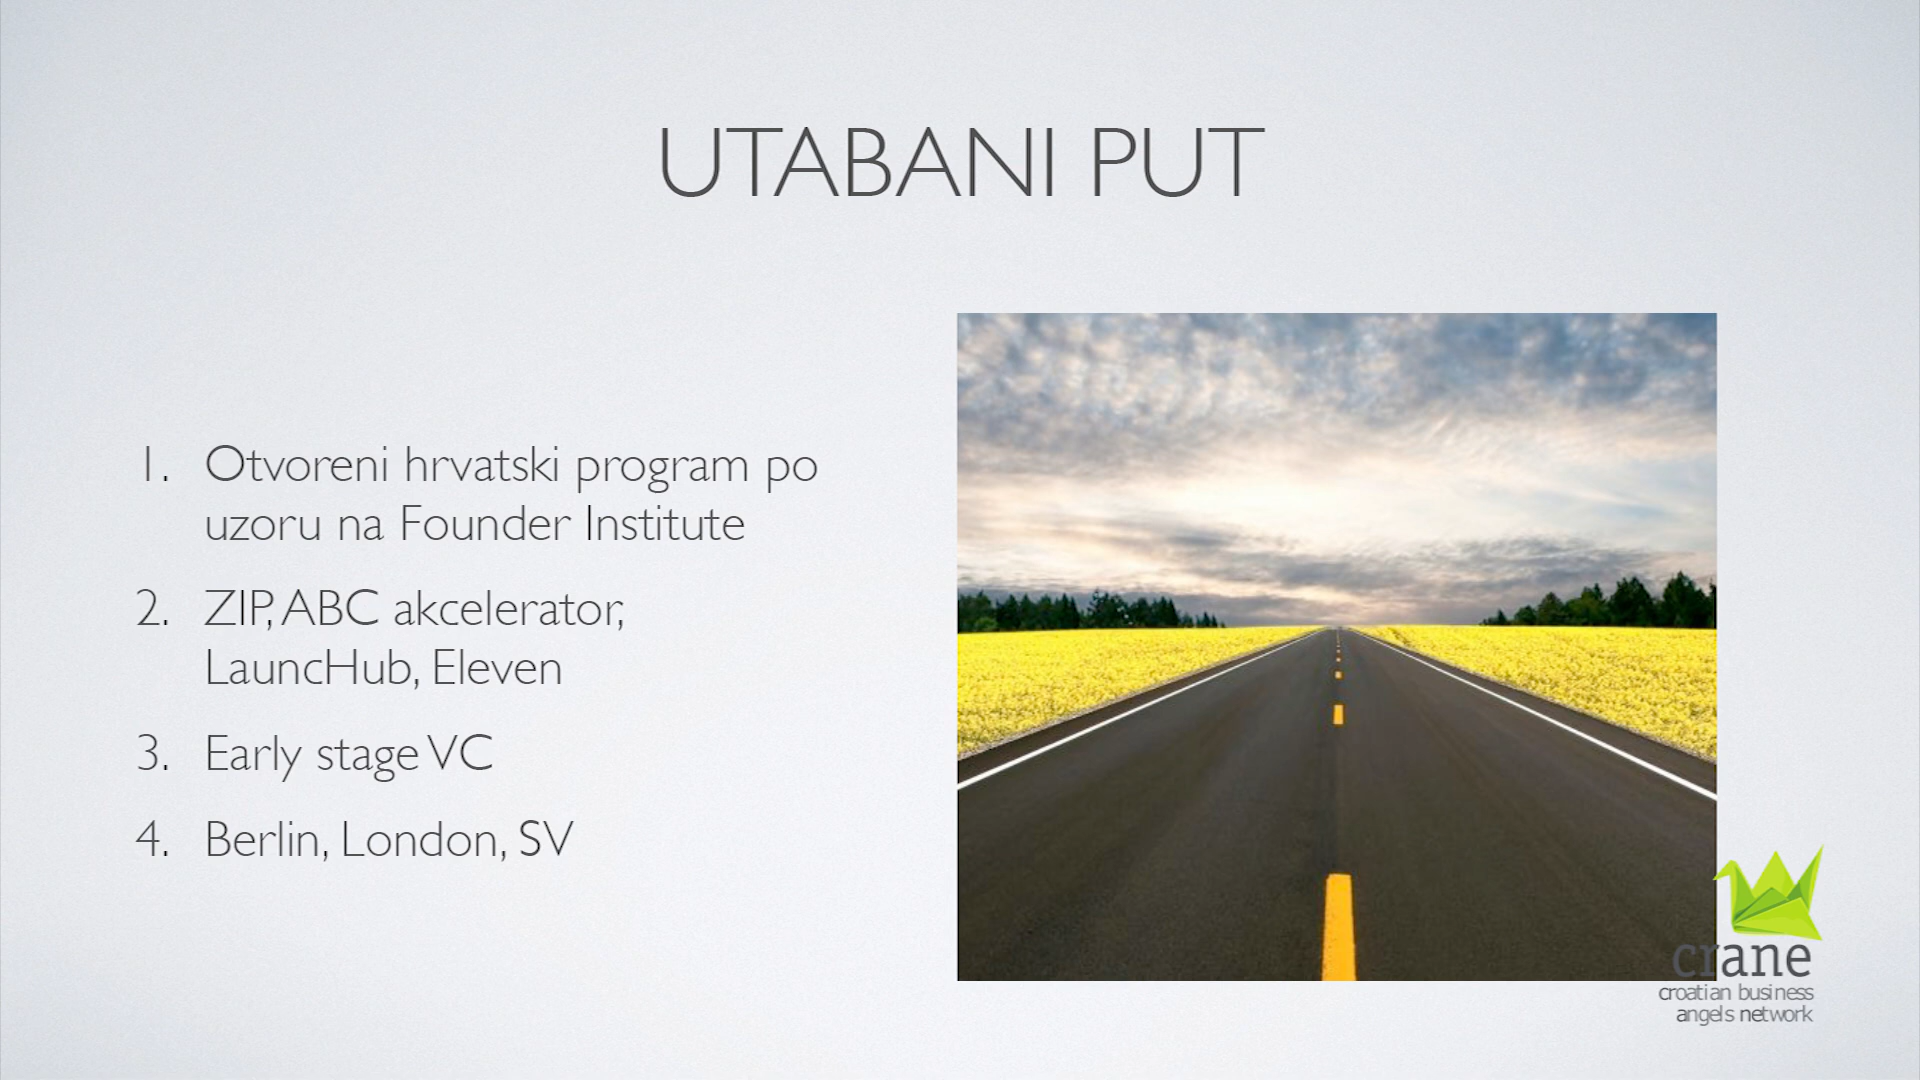 UTABANI PUT
1. Otvoreni hrvatski program po
uzoru na Founder Institute
2. ZIP, ABC akcelerator,
LauncHub, Eleven
3. Early stage VC
4. Berlin, London, SV
crane
croatian business
angels network